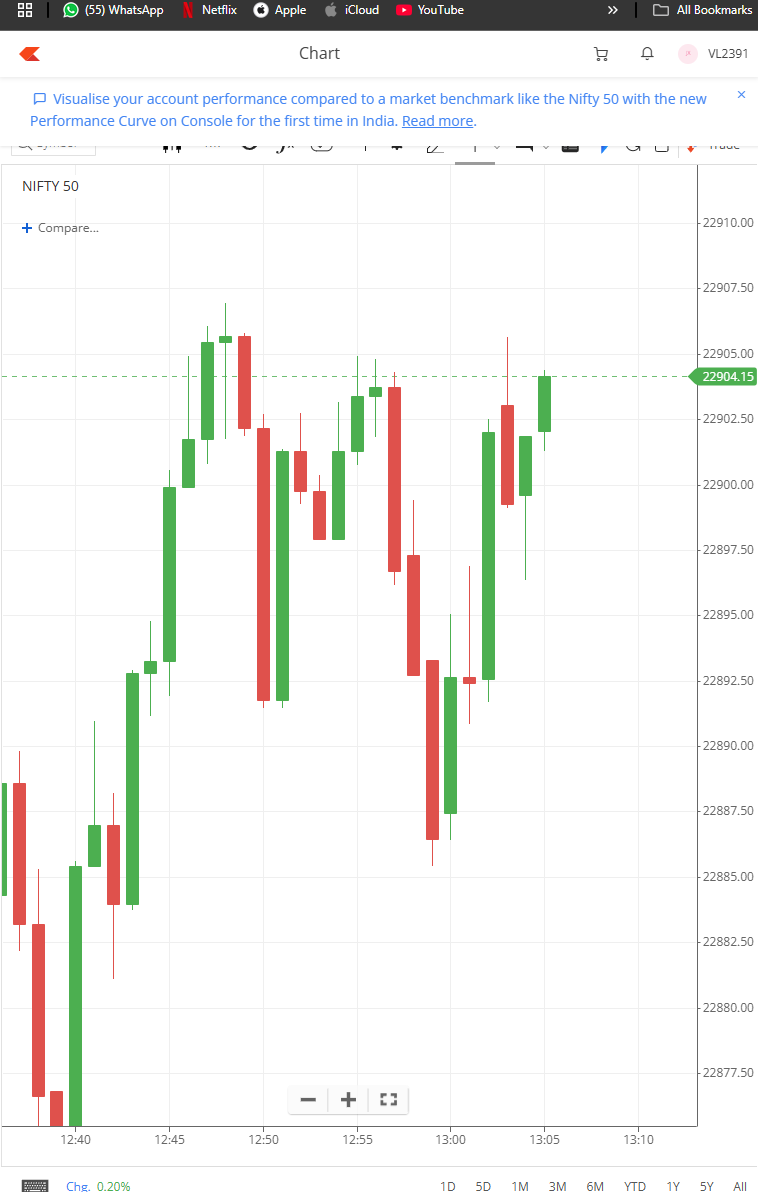 (55) WhatsApp Netflix Apple iCloud YouTube » All Bookmarks
Chart VL2391
Visualise your account performance compared to a market benchmark like the Nifty 50 with the new
Performance Curve on Console for the first time in India. Read more.
NIFTY 50
+ Compare...
22910.00
22907.50
22905.00
22904.15
22902.50
22900.00
22897.50
22895.00
22892.50
22890.00
22887.50
22885.00
22882.50
22880.00
22877.50
12:40 12:45 12:50 12:55 13:00 13:05 13:10
Chg. 0.20% 1D 5D 1M 3M 6M YTD 1Y 5Y All